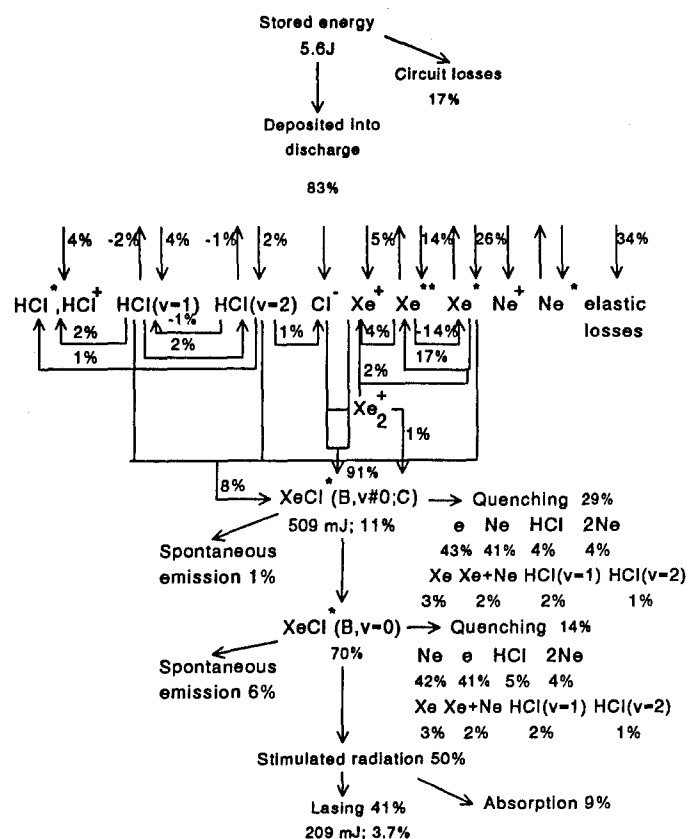 Stored energy
5.6J
Circuit losses
17%
Deposited into
discharge
83%
4% -2% 4% -1% 2% 5% 14% 26% 34%
HCl*,HCl+ HCl(v=1) HCl(v=2) Cl- Xe+ Xe** Xe* Ne+ Ne* elastic
losses
2% -1% 1% 4% -14%
1% 2% 17%
2%
Xe2+
1%
91%
8%
XeCl*(B,v#0;C) Quenching 29%
509 mJ; 11%
e Ne HCl 2Ne
43% 41% 4% 4%
Spontaneous
emission 1%
Xe Xe+Ne HCl(v=1) HCl(v=2)
3% 2% 2% 1%
XeCl*(B,v=0) Quenching 14%
70%
Ne e HCl 2Ne
42% 41% 5% 4%
Spontaneous
emission 6%
Xe Xe+Ne HCl(v=1) HCl(v=2)
3% 2% 2% 1%
Stimulated radiation 50%
Lasing 41%
Absorption 9%
209 mJ; 3.7%